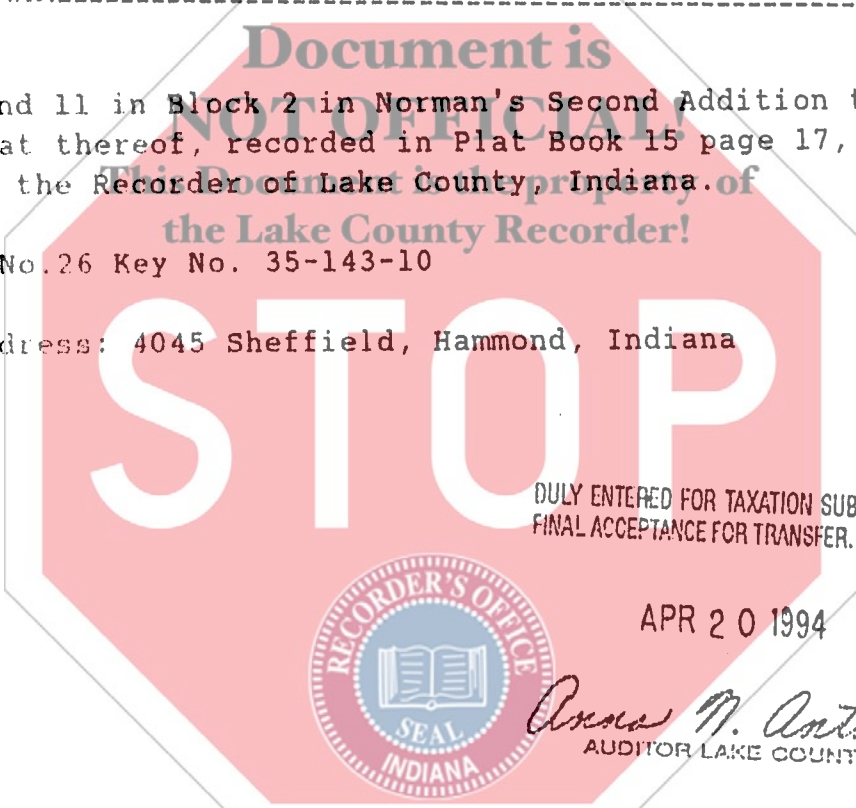 Document is
nd 11 in Block 2 in Norman's Second Addition t
NOT OFFICIAL!
at thereof, recorded in Plat Book 15 page 17,
the Recorder of Lake County, Indiana.
This Document is the property of
the Lake County Recorder!
No.26 Key No. 35-143-10
dress: 4045 Sheffield, Hammond, Indiana
STOP
DULY ENTERED FOR TAXATION SUB
FINAL ACCEPTANCE FOR TRANSFER.
APR 20 1994
RECORDER'S OFFICE
SEAL
INDIANA
Anna N. Ant
AUDITOR LAKE COUNT